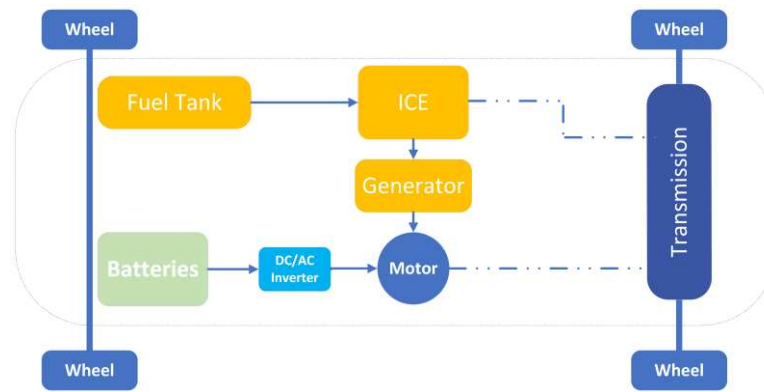 Wheel
Wheel
Fuel Tank
ICE
Generator
Transmission
Batteries
DC/AC
Inverter
Motor
Wheel
Wheel